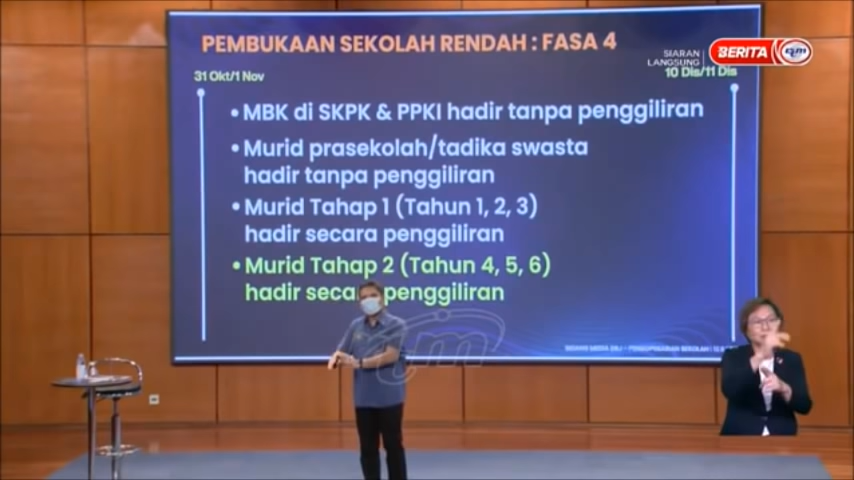 PEMBUKAAN SEKOLAH RENDAH : FASA 4
SIARAN
LANGSUNG
BERITA
31 Okt/1 Nov
10 Dis/11 Dis
• MBK di SKPK & PPKI hadir tanpa penggiliran
• Murid prasekolah/tadika swasta
hadir tanpa penggiliran
• Murid Tahap 1 (Tahun 1, 2, 3)
hadir secara penggiliran
• Murid Tahap 2 (Tahun 4, 5, 6)
hadir penggiliran
SEKOLAH